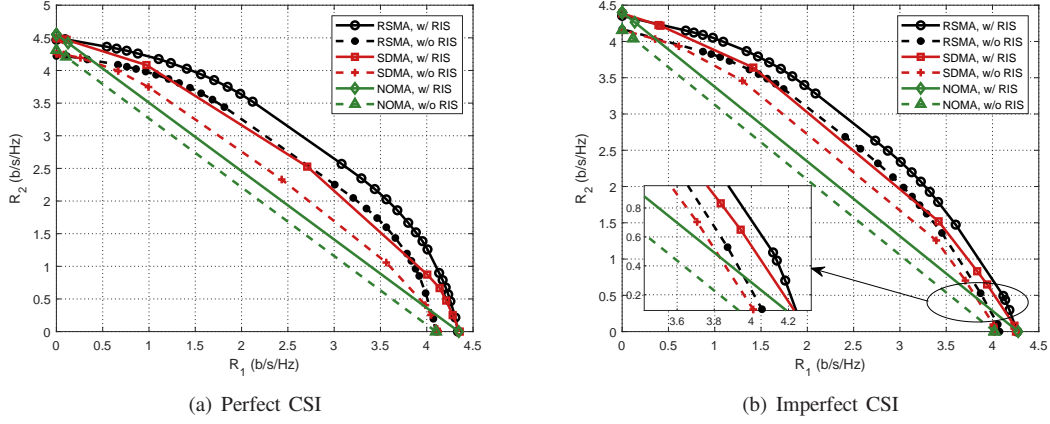 RSMA, w/ RIS
RSMA, w/o RIS
SDMA, w/ RIS
SDMA, w/o RIS
NOMA, w/ RIS
NOMA, w/o RIS
5
4.5
4
3.5
3
2.5
2
1.5
1
0.5
0
R2 (b/s/Hz)
0 0.5 1 1.5 2 2.5 3 3.5 4 4.5
R1 (b/s/Hz)
(a) Perfect CSI
RSMA, w/ RIS
RSMA, w/o RIS
SDMA, w/ RIS
SDMA, w/o RIS
NOMA, w/ RIS
NOMA, w/o RIS
4.5
4
3.5
3
2.5
2
1.5
1
0.5
0
R2 (b/s/Hz)
0.8
0.6
0.4
0.2
3.6 3.8 4 4.2
0 0.5 1 1.5 2 2.5 3 3.5 4 4.5
R1 (b/s/Hz)
(b) Imperfect CSI